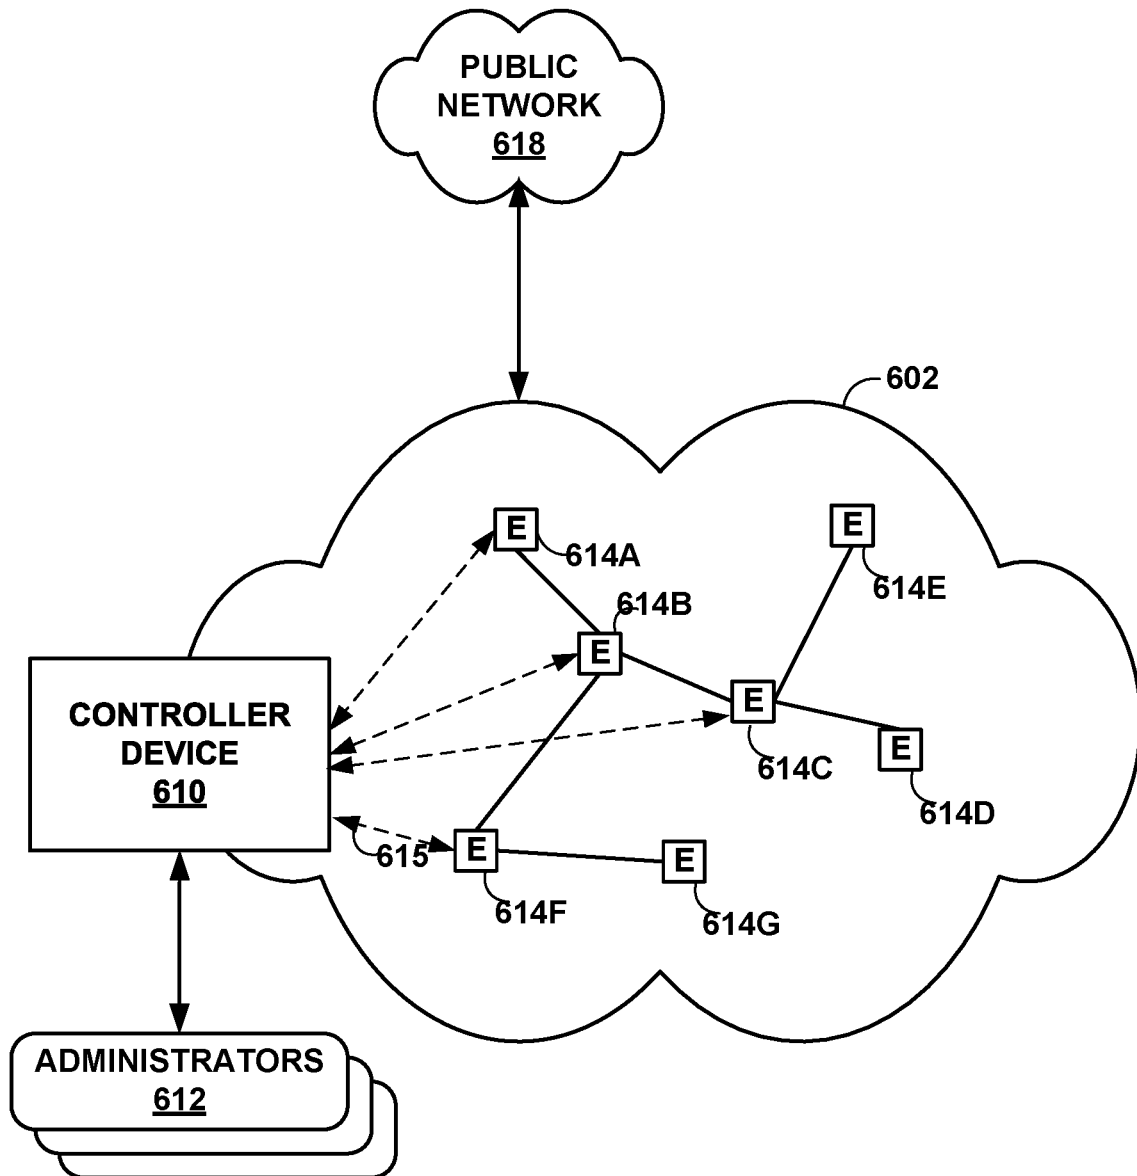 PUBLIC
NETWORK
618
602
E
614A
E
614E
614B
E
E
614C
E
614D
CONTROLLER
DEVICE
610
615
E
614F
E
614G
ADMINISTRATORS
612